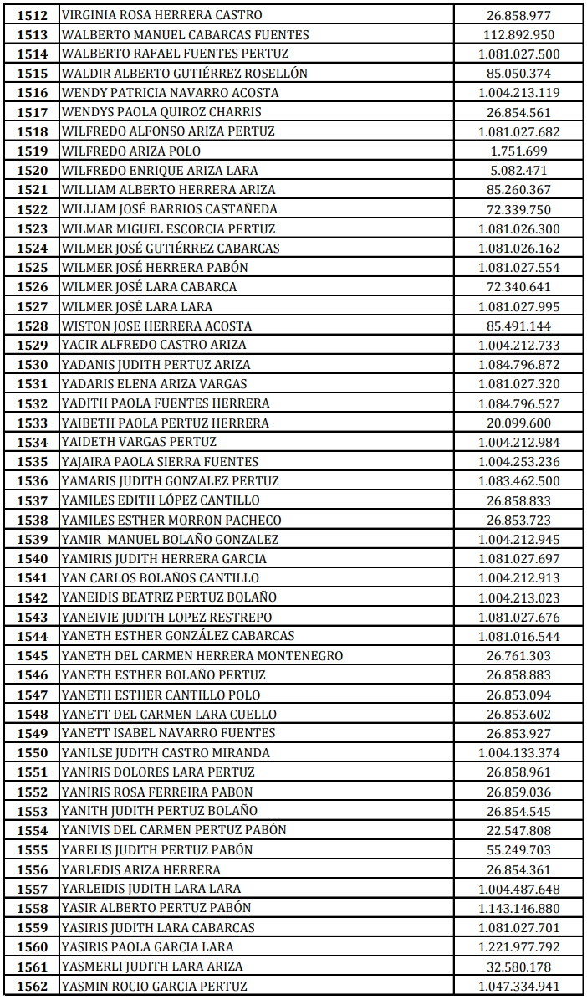 1512 VIRGINIA ROSA HERRERA CASTRO 26.858.977
1513 WALBERTO MANUEL CABARCAS FUENTES 112.892.950
1514 WALBERTO RAFAEL FUENTES PERTUZ 1.081.027.500
1515 WALDIR ALBERTO GUTIÉRREZ ROSELLÓN 85.050.374
1516 WENDY PATRICIA NAVARRO ACOSTA 1.004.213.119
1517 WENDYS PAOLA QUIROZ CHARRIS 26.854.561
1518 WILFREDO ALFONSO ARIZA PERTUZ 1.081.027.682
1519 WILFREDO ARIZA POLO 1.751.699
1520 WILFREDO ENRIQUE ARIZA LARA 5.082.471
1521 WILLIAM ALBERTO HERRERA ARIZA 85.260.367
1522 WILLIAM JOSÉ BARRIOS CASTAÑEDA 72.339.750
1523 WILMAR MIGUEL ESCORCIA PERTUZ 1.081.026.300
1524 WILMER JOSÉ GUTIÉRREZ CABARCAS 1.081.026.162
1525 WILMER JOSÉ HERRERA PABÓN 1.081.027.554
1526 WILMER JOSÉ LARA CABARCA 72.340.641
1527 WILMER JOSÉ LARA LARA 1.081.027.995
1528 WISTON JOSE HERRERA ACOSTA 85.491.144
1529 YACIR ALFREDO CASTRO ARIZA 1.004.212.733
1530 YADANIS JUDITH PERTUZ ARIZA 1.084.796.872
1531 YADARIS ELENA ARIZA VARGAS 1.081.027.320
1532 YADITH PAOLA FUENTES HERRERA 1.084.796.527
1533 YAIBETH PAOLA PERTUZ HERRERA 20.099.600
1534 YAIDETH VARGAS PERTUZ 1.004.212.984
1535 YAJAIRA PAOLA SIERRA FUENTES 1.004.253.236
1536 YAMARIS JUDITH GONZALEZ PERTUZ 1.083.462.500
1537 YAMILES EDITH LÓPEZ CANTILLO 26.858.833
1538 YAMILES ESTHER MORRON PACHECO 26.853.723
1539 YAMIR  MANUEL BOLAÑO GONZALEZ 1.004.212.945
1540 YAMIRIS JUDITH HERRERA GARCIA 1.081.027.697
1541 YAN CARLOS BOLAÑOS CANTILLO 1.004.212.913
1542 YANEIDIS BEATRIZ PERTUZ BOLAÑO 1.004.213.023
1543 YANEIVIE JUDITH LOPEZ RESTREPO 1.081.027.676
1544 YANETH ESTHER GONZÁLEZ CABARCAS 1.081.016.544
1545 YANETH DEL CARMEN HERRERA MONTENEGRO 26.761.303
1546 YANETH ESTHER BOLAÑO PERTUZ 26.858.883
1547 YANETH ESTHER CANTILLO POLO 26.853.094
1548 YANETT DEL CARMEN LARA CUELLO 26.853.602
1549 YANETT ISABEL NAVARRO FUENTES 26.853.927
1550 YANILSE JUDITH CASTRO MIRANDA 1.004.133.374
1551 YANIRIS DOLORES LARA PERTUZ 26.858.961
1552 YANIRIS ROSA FERREIRA PABON 26.859.036
1553 YANITH JUDITH PERTUZ BOLAÑO 26.854.545
1554 YANIVIS DEL CARMEN PERTUZ PABÓN 22.547.808
1555 YARELIS JUDITH PERTUZ PABÓN 55.249.703
1556 YARLEDIS ARIZA HERRERA 26.854.361
1557 YARLEIDIS JUDITH LARA LARA 1.004.487.648
1558 YASIR ALBERTO PERTUZ PABÓN 1.143.146.880
1559 YASIRIS JUDITH LARA CABARCAS 1.081.027.701
1560 YASIRIS PAOLA GARCIA LARA 1.221.977.792
1561 YASMERLI JUDITH LARA ARIZA 32.580.178
1562 YASMIN ROCIO GARCIA PERTUZ 1.047.334.941